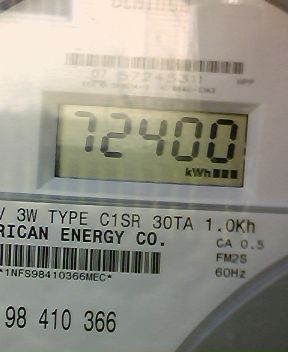 72400
kWh
V 3W TYPE C1SR 30TA 1.0Kh
RICAN ENERGY CO.
CA 0.5
FM2S
60Hz
*1NFS98410366MEC*
98 410 366